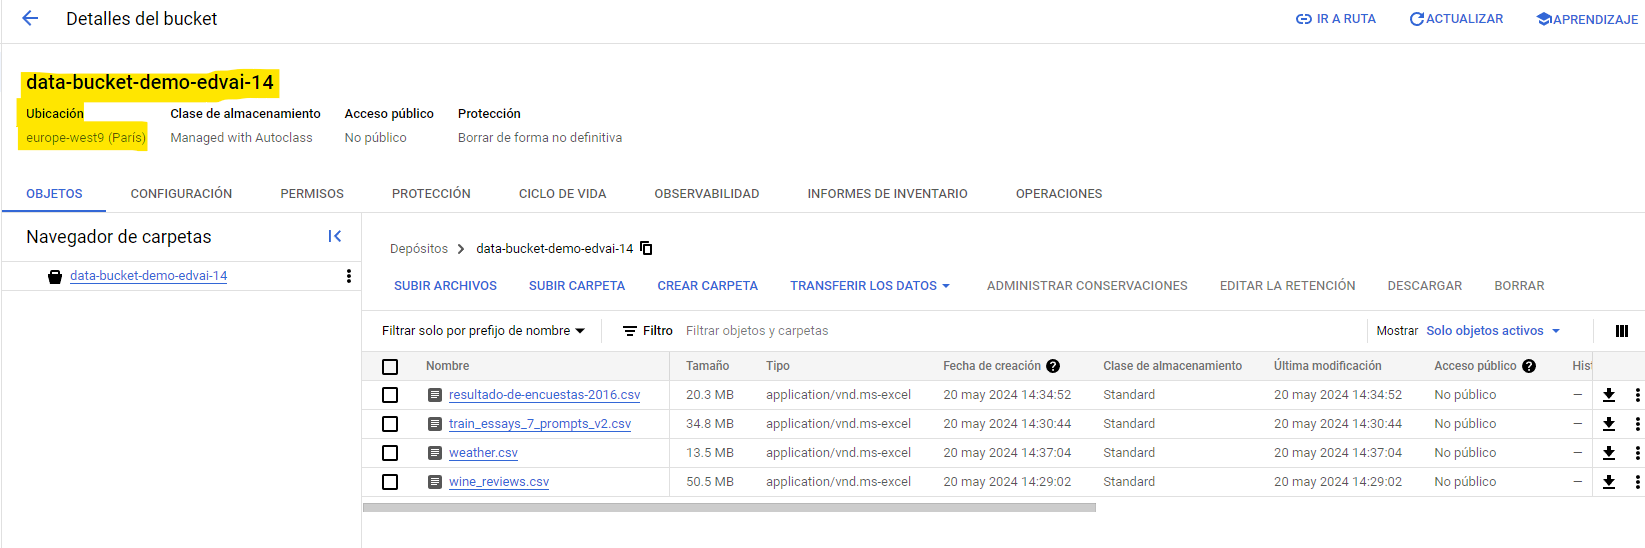 Detalles del bucket IR A RUTA ACTUALIZAR APRENDIZAJE
data-bucket-demo-edvai-14
Ubicación Clase de almacenamiento Acceso público Protección
europe-west9 (París) Managed with Autoclass No público Borrar de forma no definitiva
OBJETOS CONFIGURACIÓN PERMISOS PROTECCIÓN CICLO DE VIDA OBSERVABILIDAD INFORMES DE INVENTARIO OPERACIONES
Navegador de carpetas
data-bucket-demo-edvai-14
Depósitos data-bucket-demo-edvai-14
SUBIR ARCHIVOS SUBIR CARPETA CREAR CARPETA TRANSFERIR LOS DATOS ADMINISTRAR CONSERVACIONES EDITAR LA RETENCIÓN DESCARGAR BORRAR
Filtrar solo por prefijo de nombre Filtro Filtrar objetos y carpetas Mostrar Solo objetos activos
Nombre Tamaño Tipo Fecha de creación Clase de almacenamiento Última modificación Acceso público Hist
resultado-de-encuestas-2016.csv 20.3 MB application/vnd.ms-excel 20 may 2024 14:34:52 Standard 20 may 2024 14:34:52 No público —
train_essays_7_prompts_v2.csv 34.8 MB application/vnd.ms-excel 20 may 2024 14:30:44 Standard 20 may 2024 14:30:44 No público —
weather.csv 13.5 MB application/vnd.ms-excel 20 may 2024 14:37:04 Standard 20 may 2024 14:37:04 No público —
wine_reviews.csv 50.5 MB application/vnd.ms-excel 20 may 2024 14:29:02 Standard 20 may 2024 14:29:02 No público —